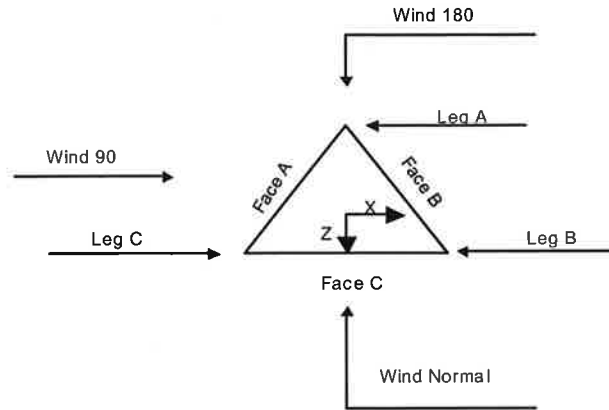 Wind 180
Leg A
Wind 90
Face A
Face B
X
Z
Leg C
Leg B
Face C
Wind Normal